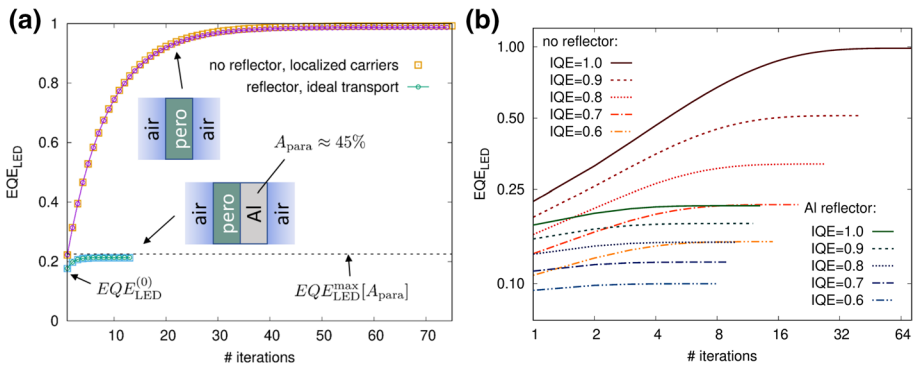 (a)
1
0.8
0.6
0.4
0.2
0
EQE_LED
no reflector, localized carriers
reflector, ideal transport
air pero air
A_para ≈ 45%
air pero Al air
EQE_LED^(0)
EQE_LED^max[A_para]
10 20 30 40 50 60 70
# iterations
(b)
1.00
0.50
0.25
0.10
EQE_LED
no reflector:
IQE=1.0
IQE=0.9
IQE=0.8
IQE=0.7
IQE=0.6
Al reflector:
IQE=1.0
IQE=0.9
IQE=0.8
IQE=0.7
IQE=0.6
1 2 4 8 16 32 64
# iterations